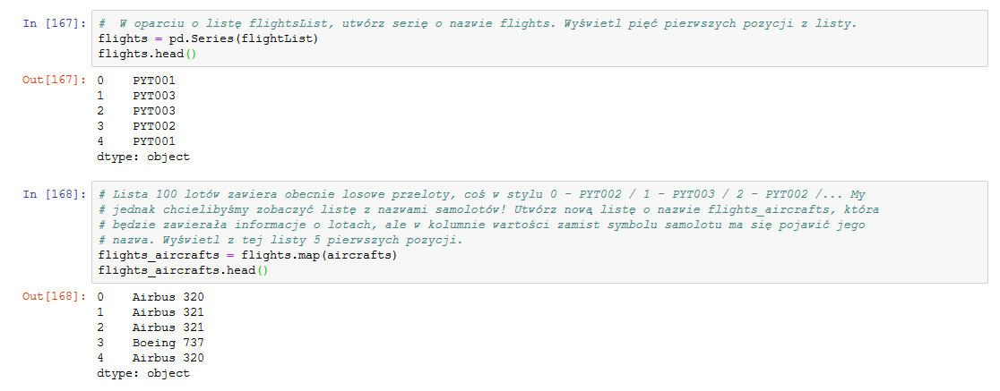 In [167]: #  W oparciu o listę flightsList, utwórz serię o nazwie flights. Wyświetl pięć pierwszych pozycji z listy.
flights = pd.Series(flightList)
flights.head()
Out[167]: 0    PYT001
1    PYT003
2    PYT003
3    PYT002
4    PYT001
dtype: object
In [168]: # Lista 100 lotów zawiera obecnie losowe przeloty, coś w stylu 0 - PYT002 / 1 - PYT003 / 2 - PYT002 /... My
# jednak chcielibyśmy zobaczyć listę z nazwami samolotów! Utwórz nową listę o nazwie flights_aircrafts, która
# będzie zawierała informacje o lotach, ale w kolumnie wartości zamist symbolu samolotu ma się pojawić jego
# nazwa. Wyświetl z tej listy 5 pierwszych pozycji.
flights_aircrafts = flights.map(aircrafts)
flights_aircrafts.head()
Out[168]: 0    Airbus 320
1    Airbus 321
2    Airbus 321
3    Boeing 737
4    Airbus 320
dtype: object